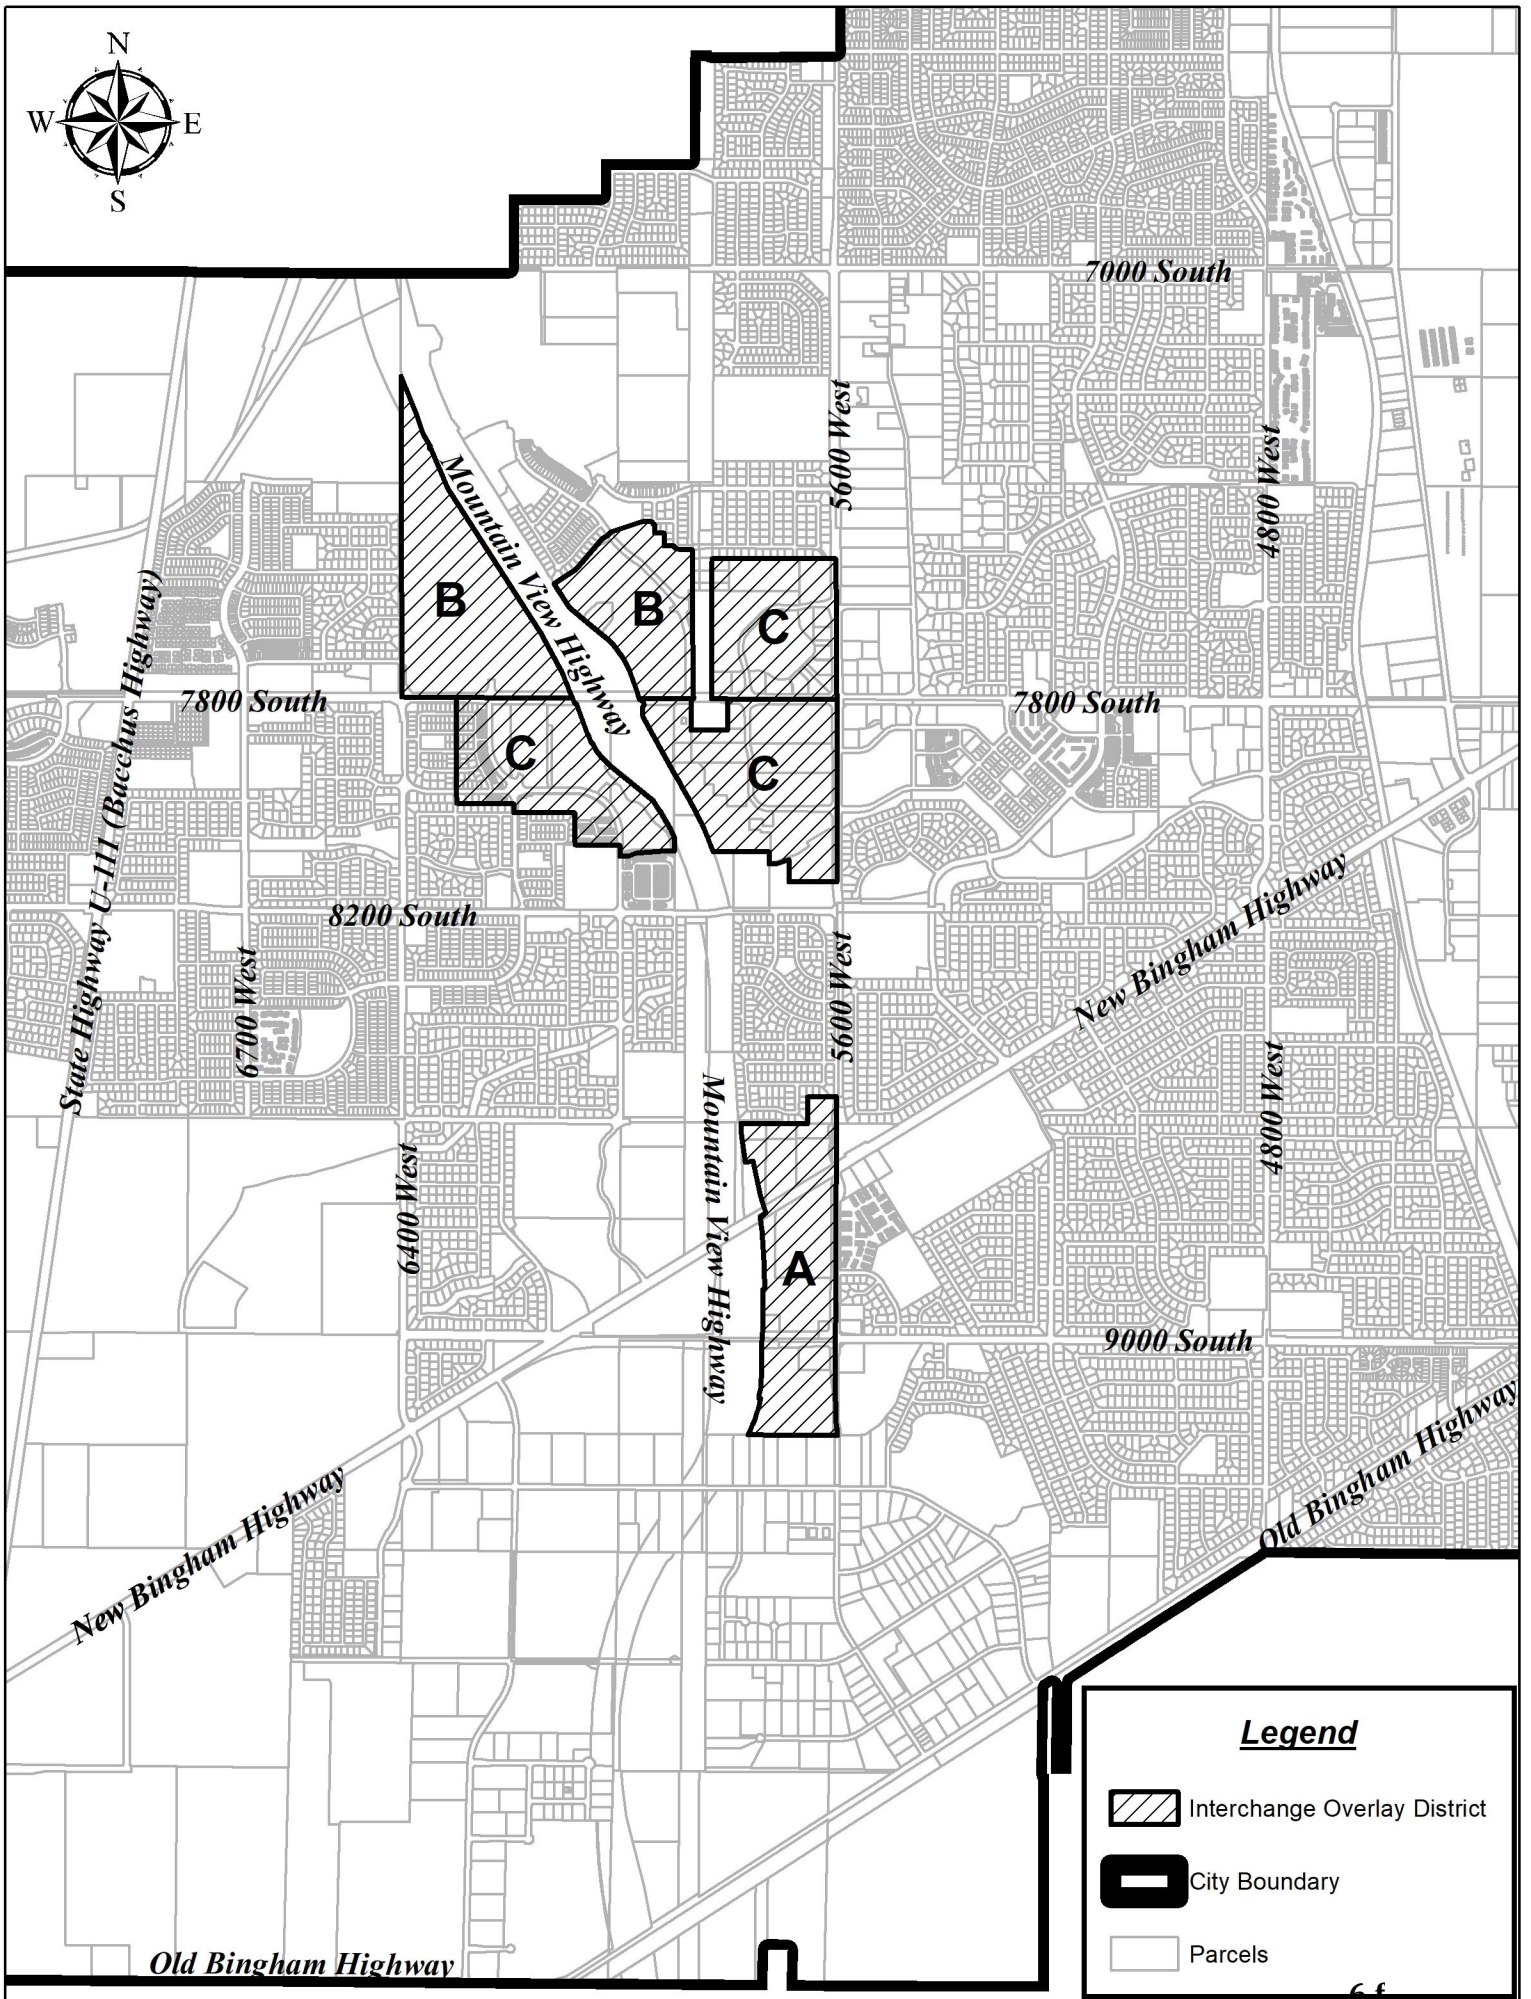 N
W E
S
7000 South
5600 West
4800 West
Mountain View Highway
B
B
C
State Highway U-111 (Bacchus Highway)
7800 South
7800 South
C
C
New Bingham Highway
8200 South
6700 West
5600 West
4800 West
Mountain View Highway
6400 West
A
9000 South
Old Bingham Highway
New Bingham Highway
Legend
Interchange Overlay District
City Boundary
Parcels
Old Bingham Highway